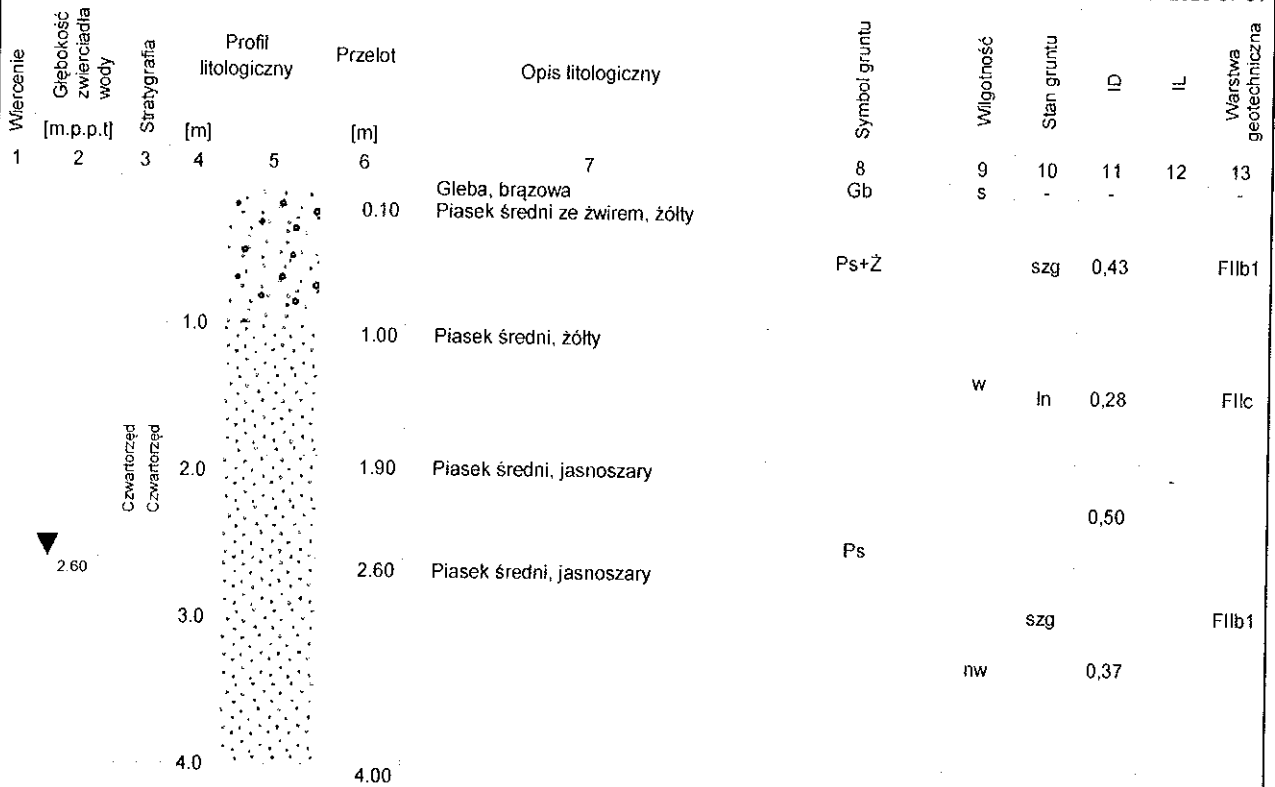 Wiercenie
Głębokość zwierciadła wody
[m.p.p.t]
Stratygrafia
Profil litologiczny
[m]
Przelot
[m]
Opis litologiczny
Symbol gruntu
Wilgotność
Stan gruntu
ID
IL
Warstwa geotechniczna
1 2 3 4 5 6 7 8 9 10 11 12 13
Gleba, brązowa Gb s - - -
0.10 Piasek średni ze żwirem, żółty
Ps+Ż szg 0,43 FIIb1
1.0 1.00 Piasek średni, żółty
w ln 0,28 FIIc
Czwartorzęd
Czwartorzęd
2.0 1.90 Piasek średni, jasnoszary
0,50
Ps
2.60 2.60 Piasek średni, jasnoszary
3.0 szg FIIb1
nw 0,37
4.0 4.00